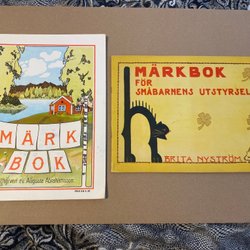 MÄRK
BOK
MÄRKBOK
FÖR
SMÅBARNENS UTSTYRSEL
BRITA NYSTRÖM